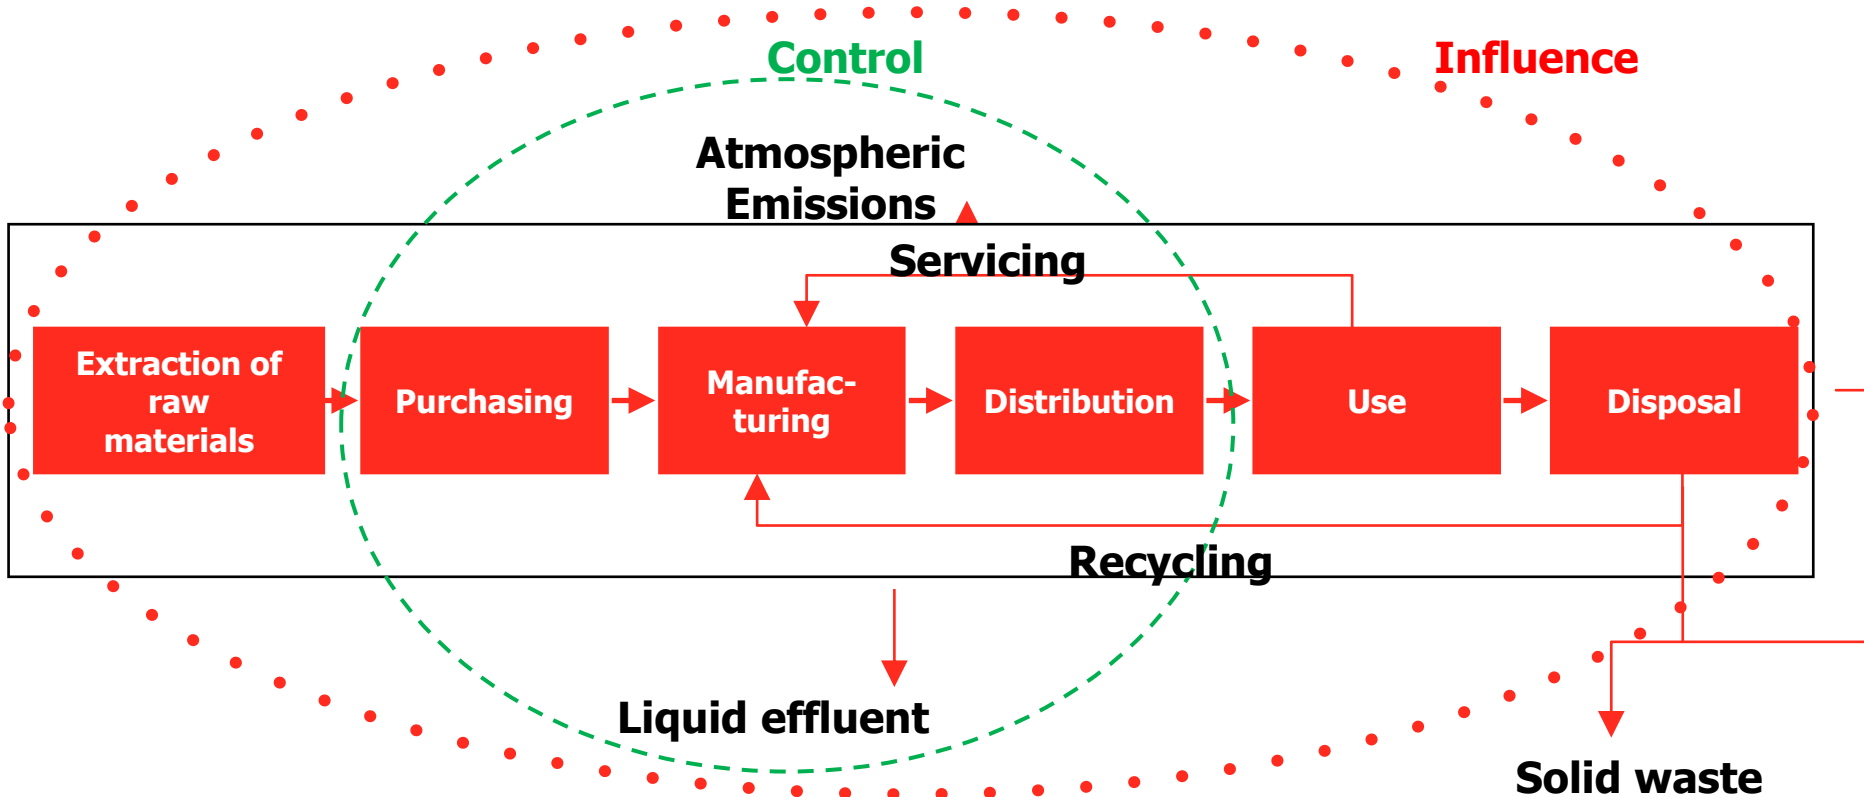 Control
Influence
Atmospheric
Emissions
Servicing
Extraction of
raw
materials
Purchasing
Manufac-
turing
Distribution
Use
Disposal
Recycling
Liquid effluent
Solid waste